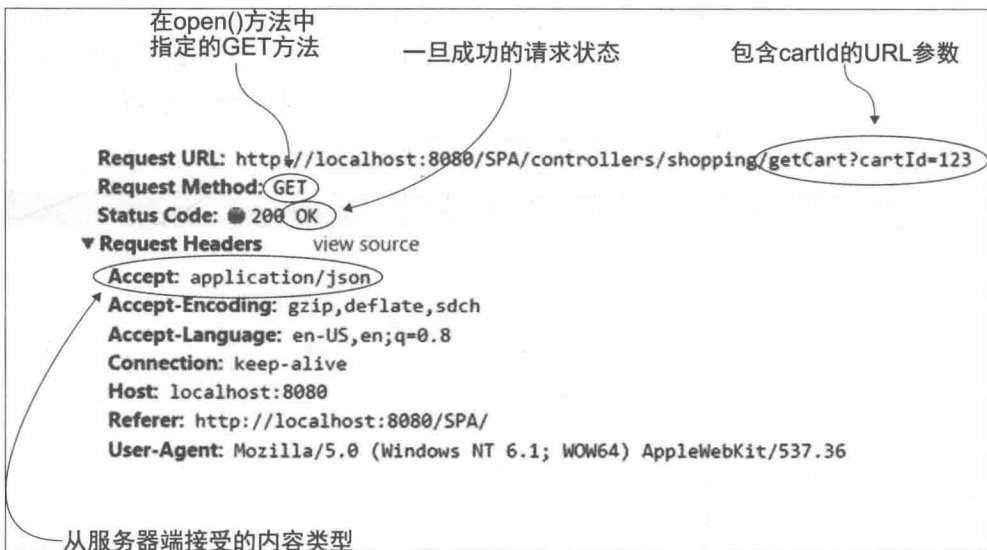 在open()方法中
指定的GET方法
一旦成功的请求状态
包含cartId的URL参数
Request URL: http://localhost:8080/SPA/controllers/shopping/getCart?cartId=123
Request Method: GET
Status Code: 200 OK
Request Headers view source
Accept: application/json
Accept-Encoding: gzip,deflate,sdch
Accept-Language: en-US,en;q=0.8
Connection: keep-alive
Host: localhost:8080
Referer: http://localhost:8080/SPA/
User-Agent: Mozilla/5.0 (Windows NT 6.1; WOW64) AppleWebKit/537.36
从服务器端接受的内容类型